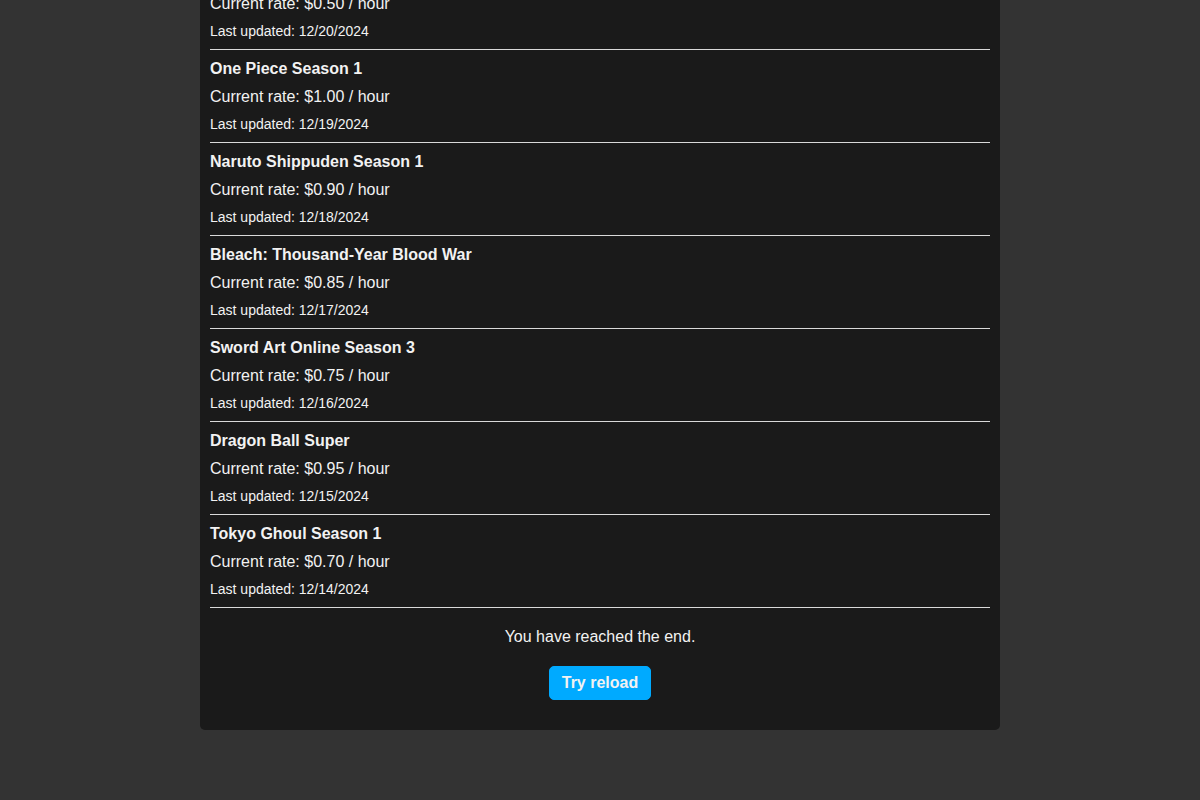 Current rate: $0.50 / hour
Last updated: 12/20/2024
One Piece Season 1
Current rate: $1.00 / hour
Last updated: 12/19/2024
Naruto Shippuden Season 1
Current rate: $0.90 / hour
Last updated: 12/18/2024
Bleach: Thousand-Year Blood War
Current rate: $0.85 / hour
Last updated: 12/17/2024
Sword Art Online Season 3
Current rate: $0.75 / hour
Last updated: 12/16/2024
Dragon Ball Super
Current rate: $0.95 / hour
Last updated: 12/15/2024
Tokyo Ghoul Season 1
Current rate: $0.70 / hour
Last updated: 12/14/2024
You have reached the end.
Try reload